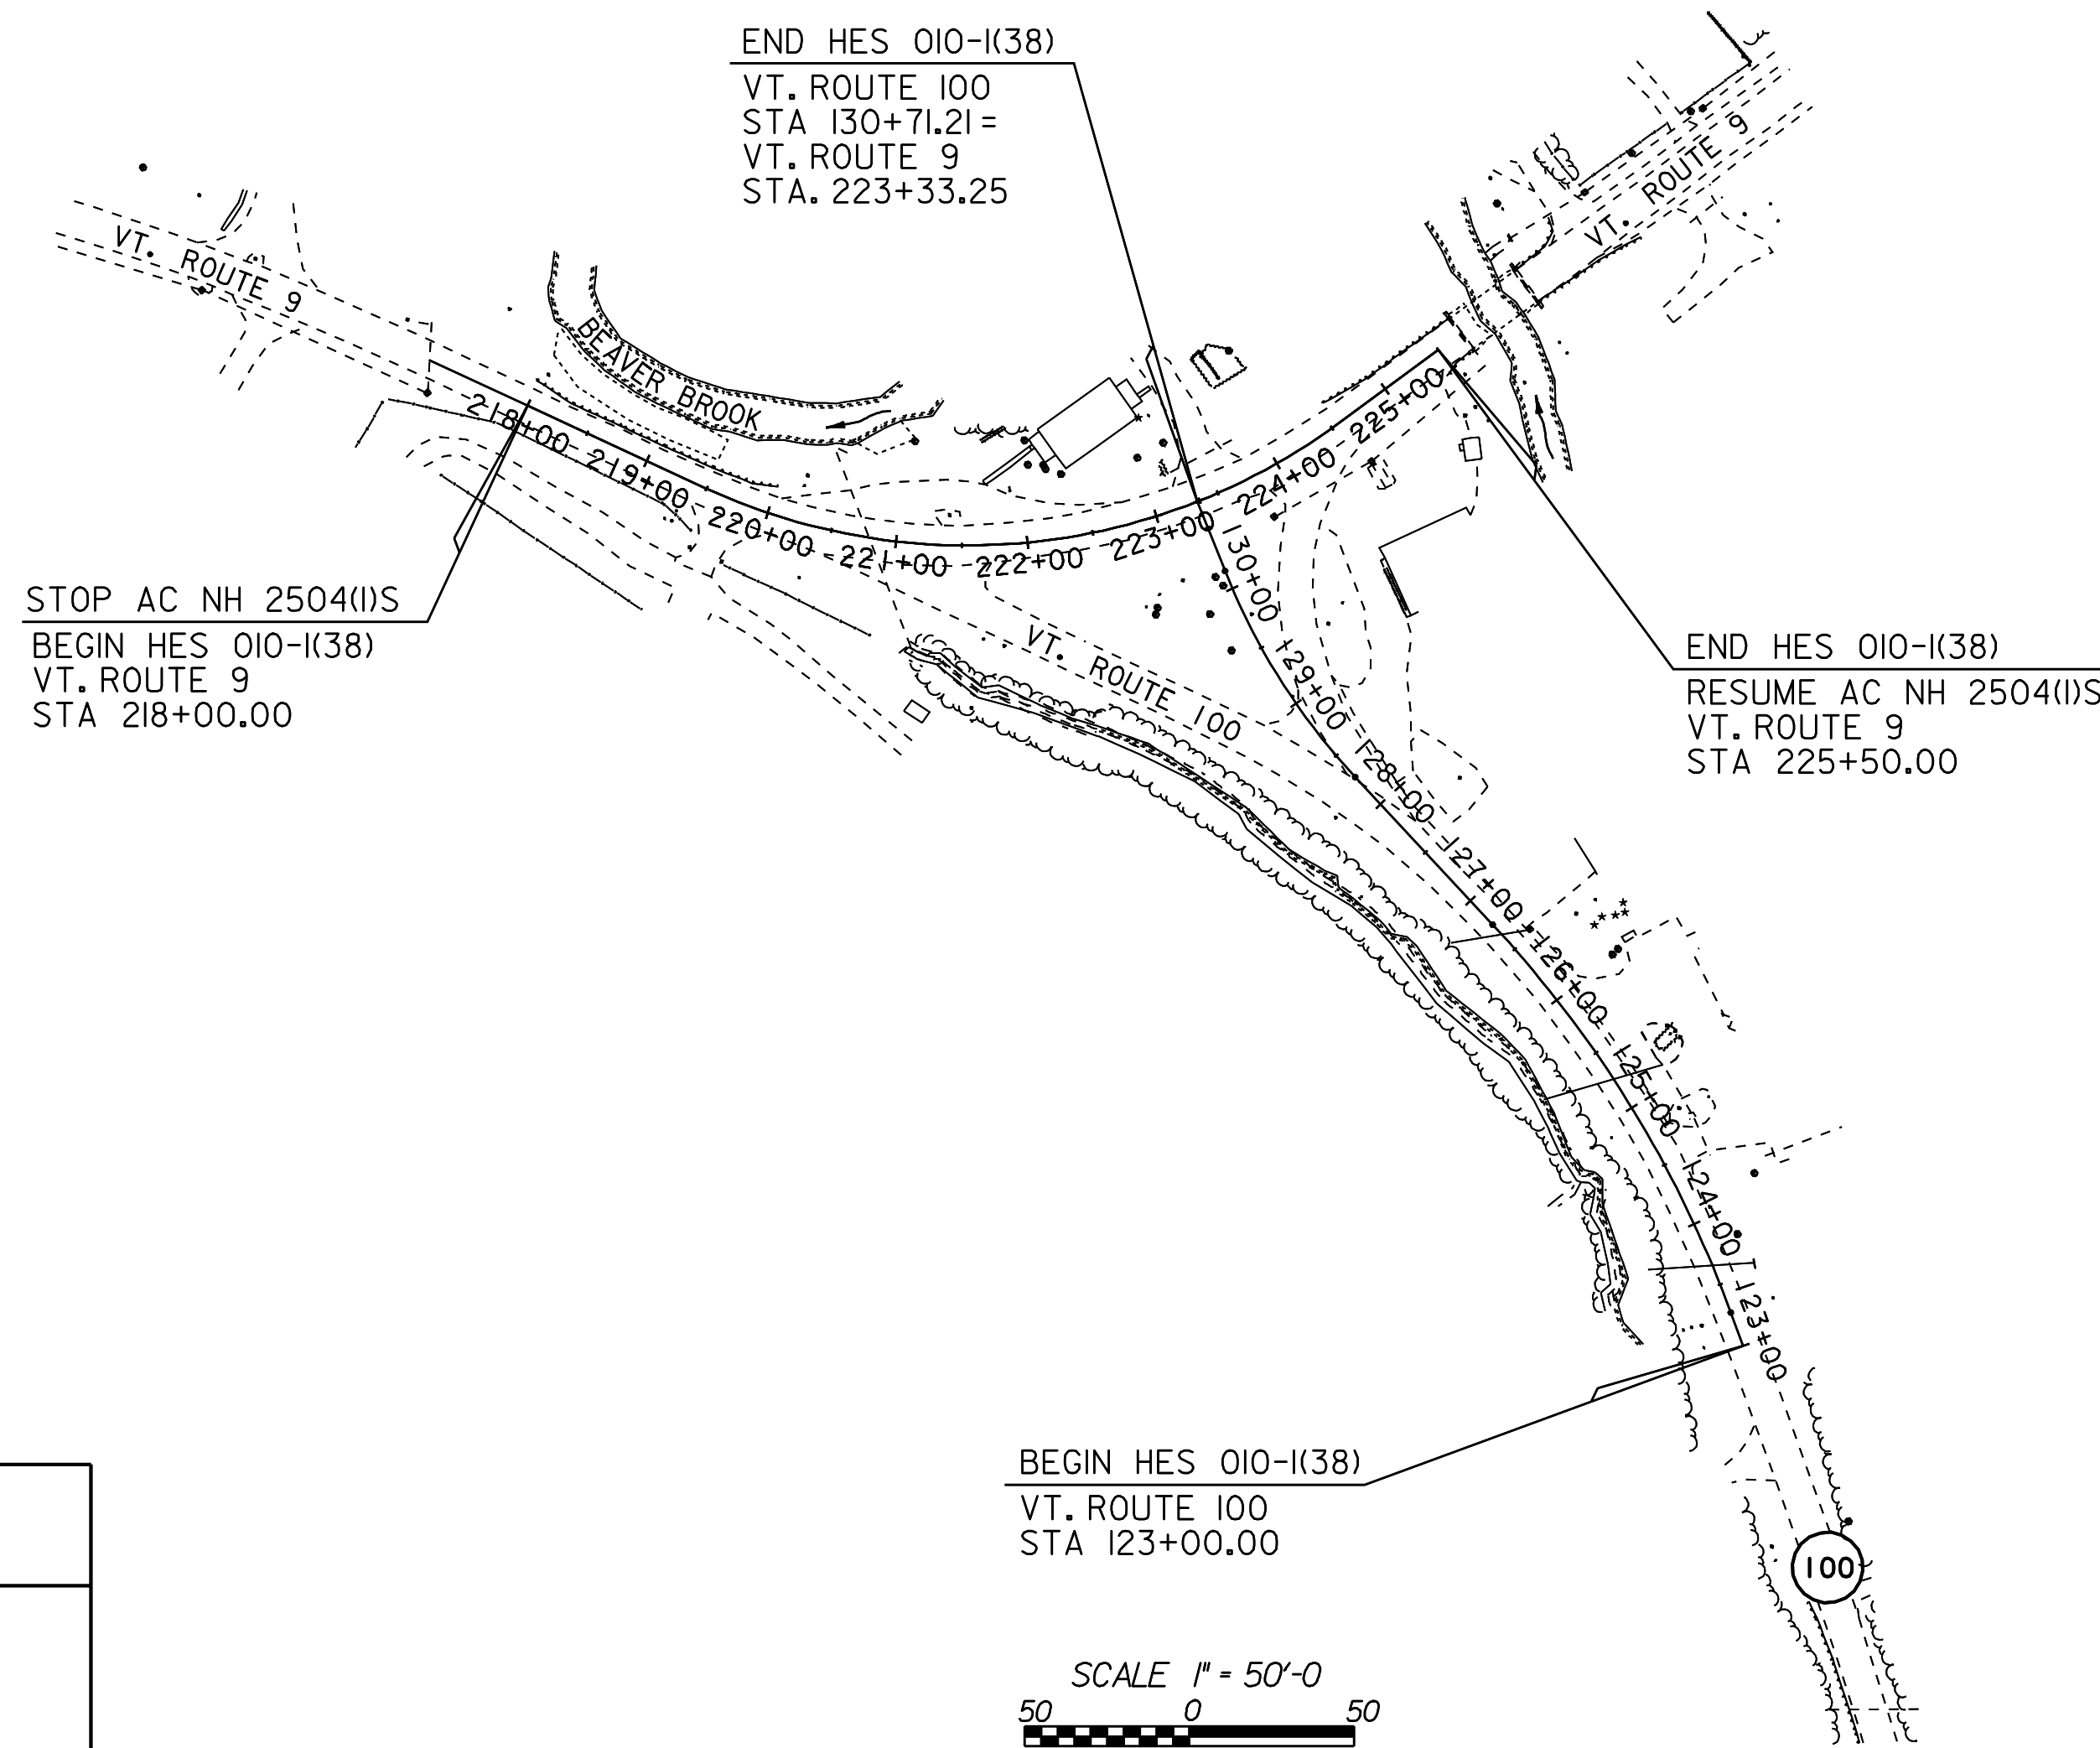 END HES 010-1(38)
VT. ROUTE 100
STA 130+71.21 =
VT. ROUTE 9
STA. 223+33.25
VT. ROUTE 9
VT. ROUTE 9
BEAVER BROOK
218+00
219+00
220+00
221+00
222+00
223+00
224+00
225+00
STOP AC NH 2504(1)S
BEGIN HES 010-1(38)
VT. ROUTE 9
STA 218+00.00
VT. ROUTE 100
130+00
129+00
128+00
127+00
126+00
125+00
124+00
123+00
END HES 010-1(38)
RESUME AC NH 2504(1)S
VT. ROUTE 9
STA 225+50.00
BEGIN HES 010-1(38)
VT. ROUTE 100
STA 123+00.00
100
SCALE 1" = 50'-0
50 0 50